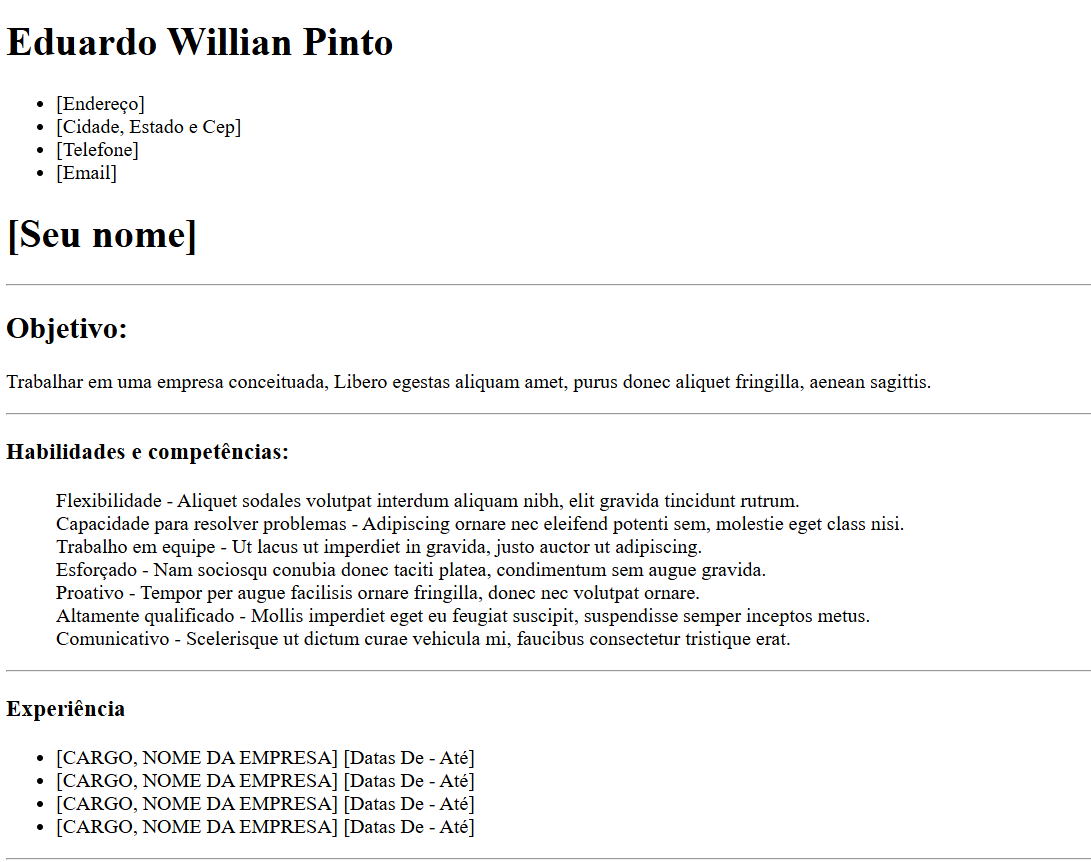 Eduardo Willian Pinto
[Endereço]
[Cidade, Estado e Cep]
[Telefone]
[Email]
[Seu nome]
Objetivo:
Trabalhar em uma empresa conceituada, Libero egestas aliquam amet, purus donec aliquet fringilla, aenean sagittis.
Habilidades e competências:
Flexibilidade - Aliquet sodales volutpat interdum aliquam nibh, elit gravida tincidunt rutrum.
Capacidade para resolver problemas - Adipiscing ornare nec eleifend potenti sem, molestie eget class nisi.
Trabalho em equipe - Ut lacus ut imperdiet in gravida, justo auctor ut adipiscing.
Esforçado - Nam sociosqu conubia donec taciti platea, condimentum sem augue gravida.
Proativo - Tempor per augue facilisis ornare fringilla, donec nec volutpat ornare.
Altamente qualificado - Mollis imperdiet eget eu feugiat suscipit, suspendisse semper inceptos metus.
Comunicativo - Scelerisque ut dictum curae vehicula mi, faucibus consectetur tristique erat.
Experiência
[CARGO, NOME DA EMPRESA] [Datas De - Até]
[CARGO, NOME DA EMPRESA] [Datas De - Até]
[CARGO, NOME DA EMPRESA] [Datas De - Até]
[CARGO, NOME DA EMPRESA] [Datas De - Até]